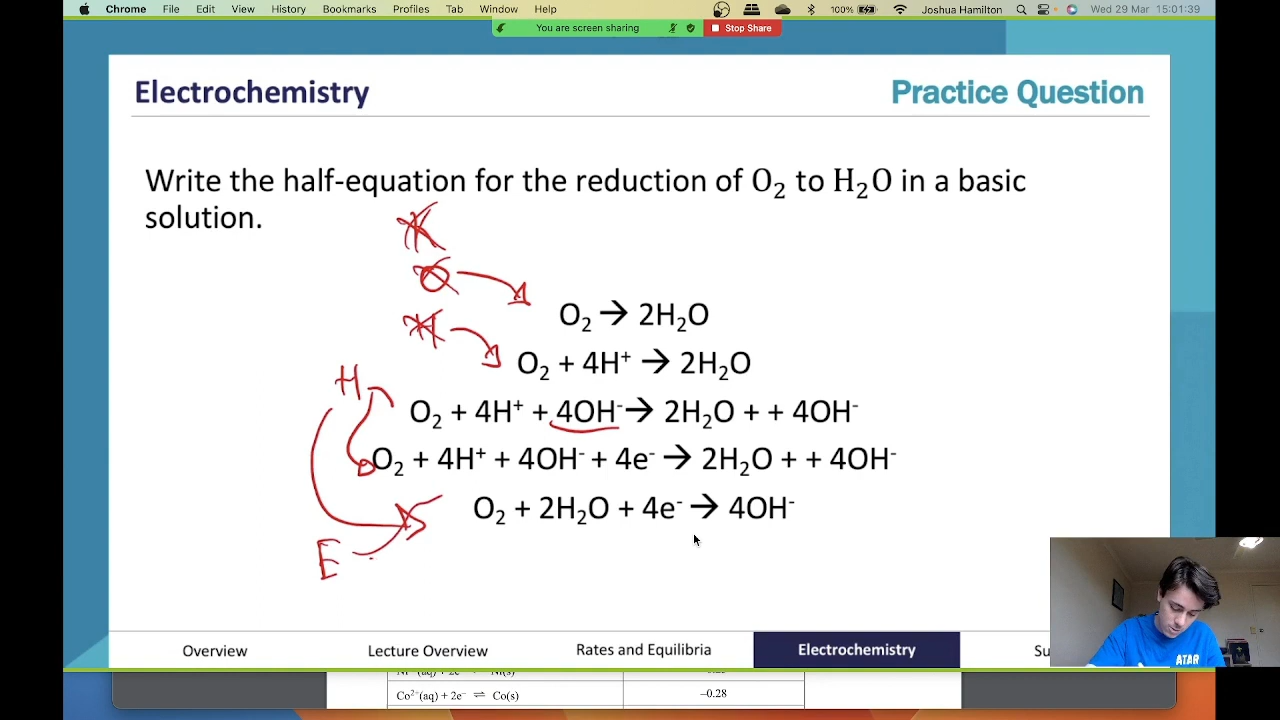 Chrome File Edit View History Bookmarks Profiles Tab Window Help 100% Joshua Hamilton Wed 29 Mar 15:01:39
You are screen sharing Stop Share
Electrochemistry
Practice Question
Write the half-equation for the reduction of O₂ to H₂O in a basic
solution.
K
O
O₂ → 2H₂O
H
O₂ + 4H⁺ → 2H₂O
H
O₂ + 4H⁺ + 4OH⁻→ 2H₂O + + 4OH⁻
O₂ + 4H⁺ + 4OH⁻ + 4e⁻ → 2H₂O + + 4OH⁻
O₂ + 2H₂O + 4e⁻ → 4OH⁻
E
ATAR
Overview Lecture Overview Rates and Equilibria Electrochemistry Su
Co²⁺(aq) + 2e⁻ ⇌ Co(s) –0.28